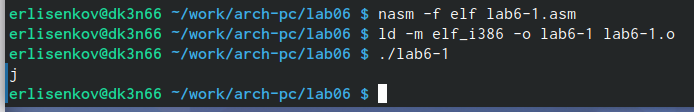 erlisenkov@dk3n66 ~/work/arch-pc/lab06 $ nasm -f elf lab6-1.asm
erlisenkov@dk3n66 ~/work/arch-pc/lab06 $ ld -m elf_i386 -o lab6-1 lab6-1.o
erlisenkov@dk3n66 ~/work/arch-pc/lab06 $ ./lab6-1
j
erlisenkov@dk3n66 ~/work/arch-pc/lab06 $